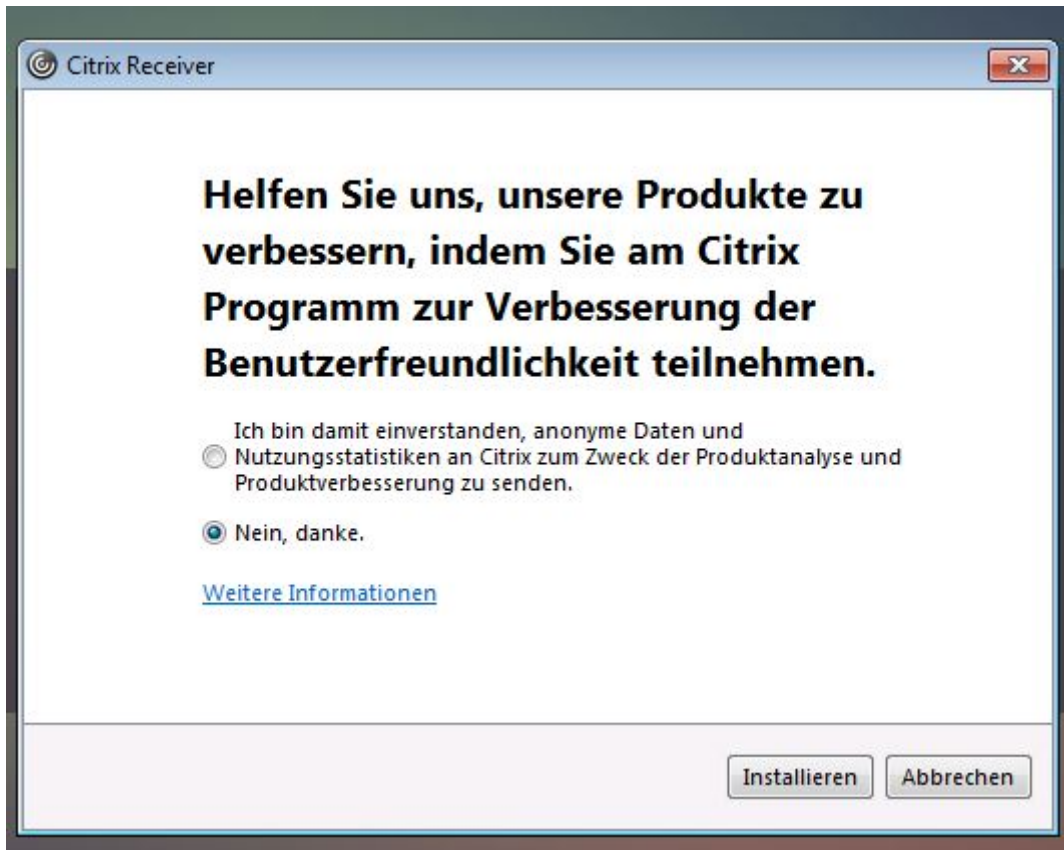 Citrix Receiver
Helfen Sie uns, unsere Produkte zu
verbessern, indem Sie am Citrix
Programm zur Verbesserung der
Benutzerfreundlichkeit teilnehmen.
Ich bin damit einverstanden, anonyme Daten und
Nutzungsstatistiken an Citrix zum Zweck der Produktanalyse und
Produktverbesserung zu senden.
Nein, danke.
Weitere Informationen
Installieren Abbrechen